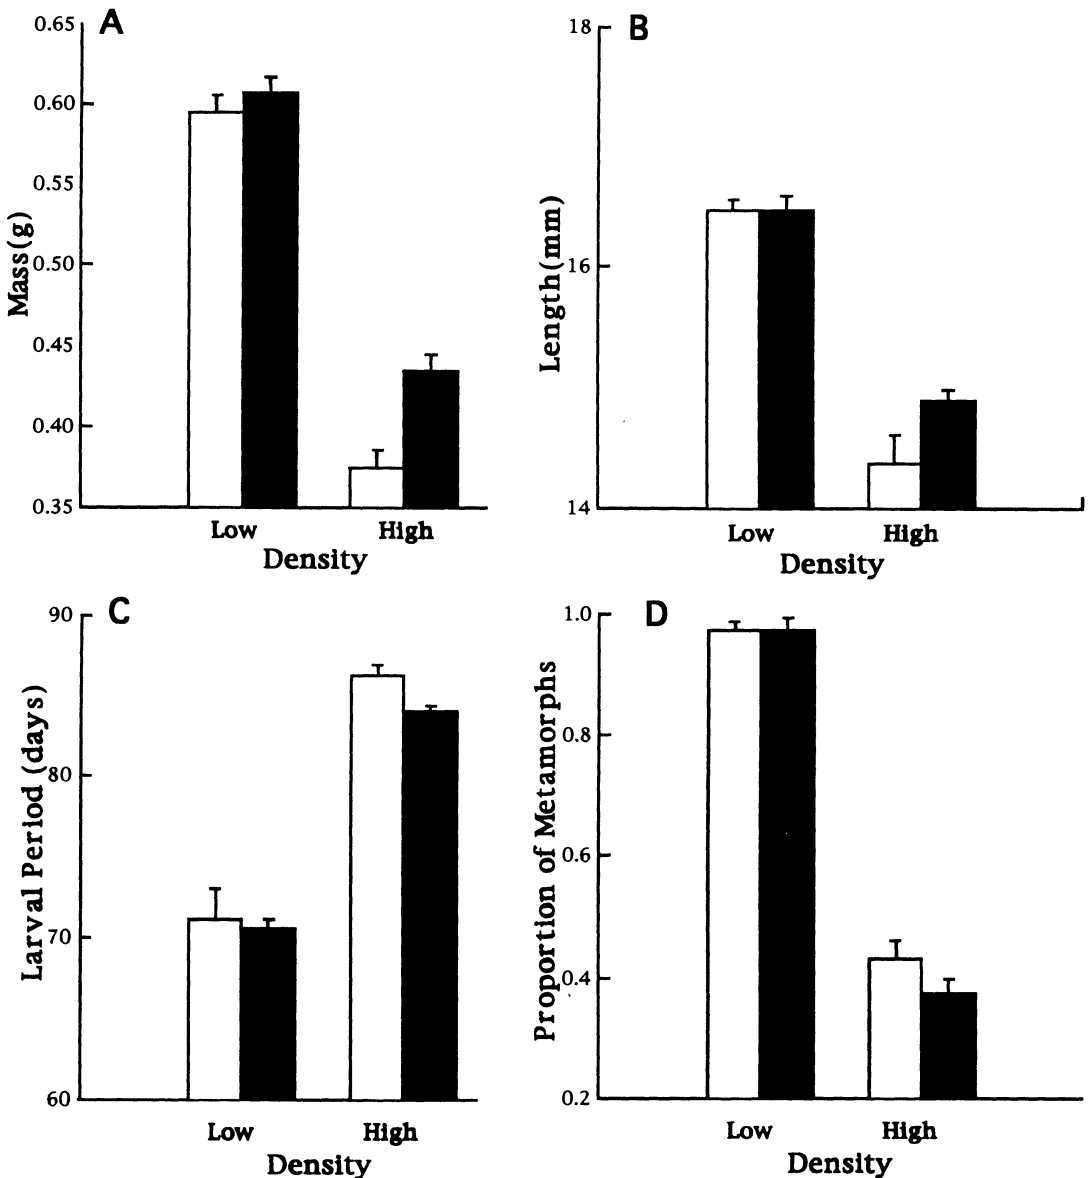 A
0.65
0.60
0.55
0.50
0.45
0.40
0.35
Mass(g)
Low High
Density
B
18
16
14
Length(mm)
Low High
Density
C
90
80
70
60
Larval Period (days)
Low High
Density
D
1.0
0.8
0.6
0.4
0.2
Proportion of Metamorphs
Low High
Density